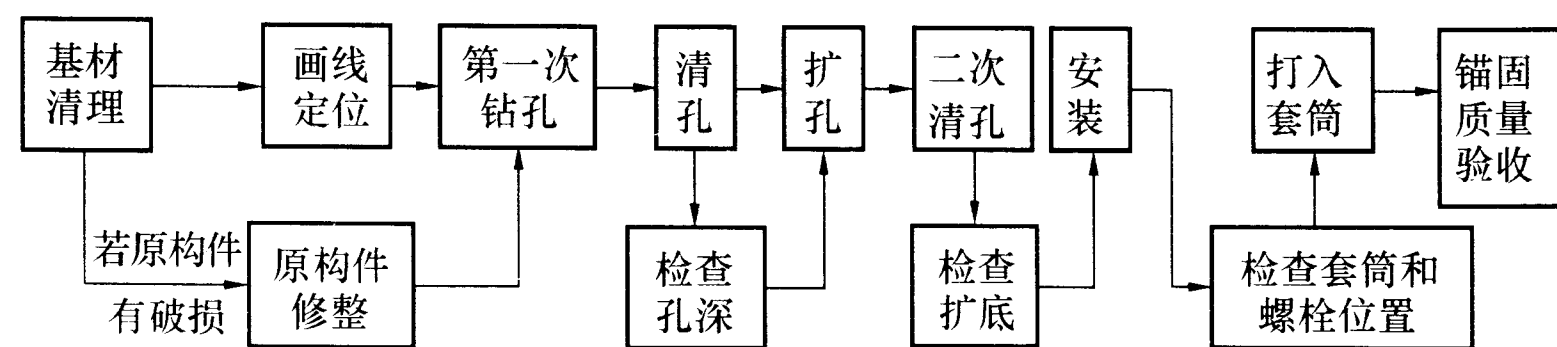 基材
清理
画线
定位
第一次
钻孔
清
孔
扩
孔
二次
清孔
安
装
打入
套筒
锚固
质量
验收
若原构件
有破损
原构件
修整
检查
孔深
检查
扩底
检查套筒和
螺栓位置